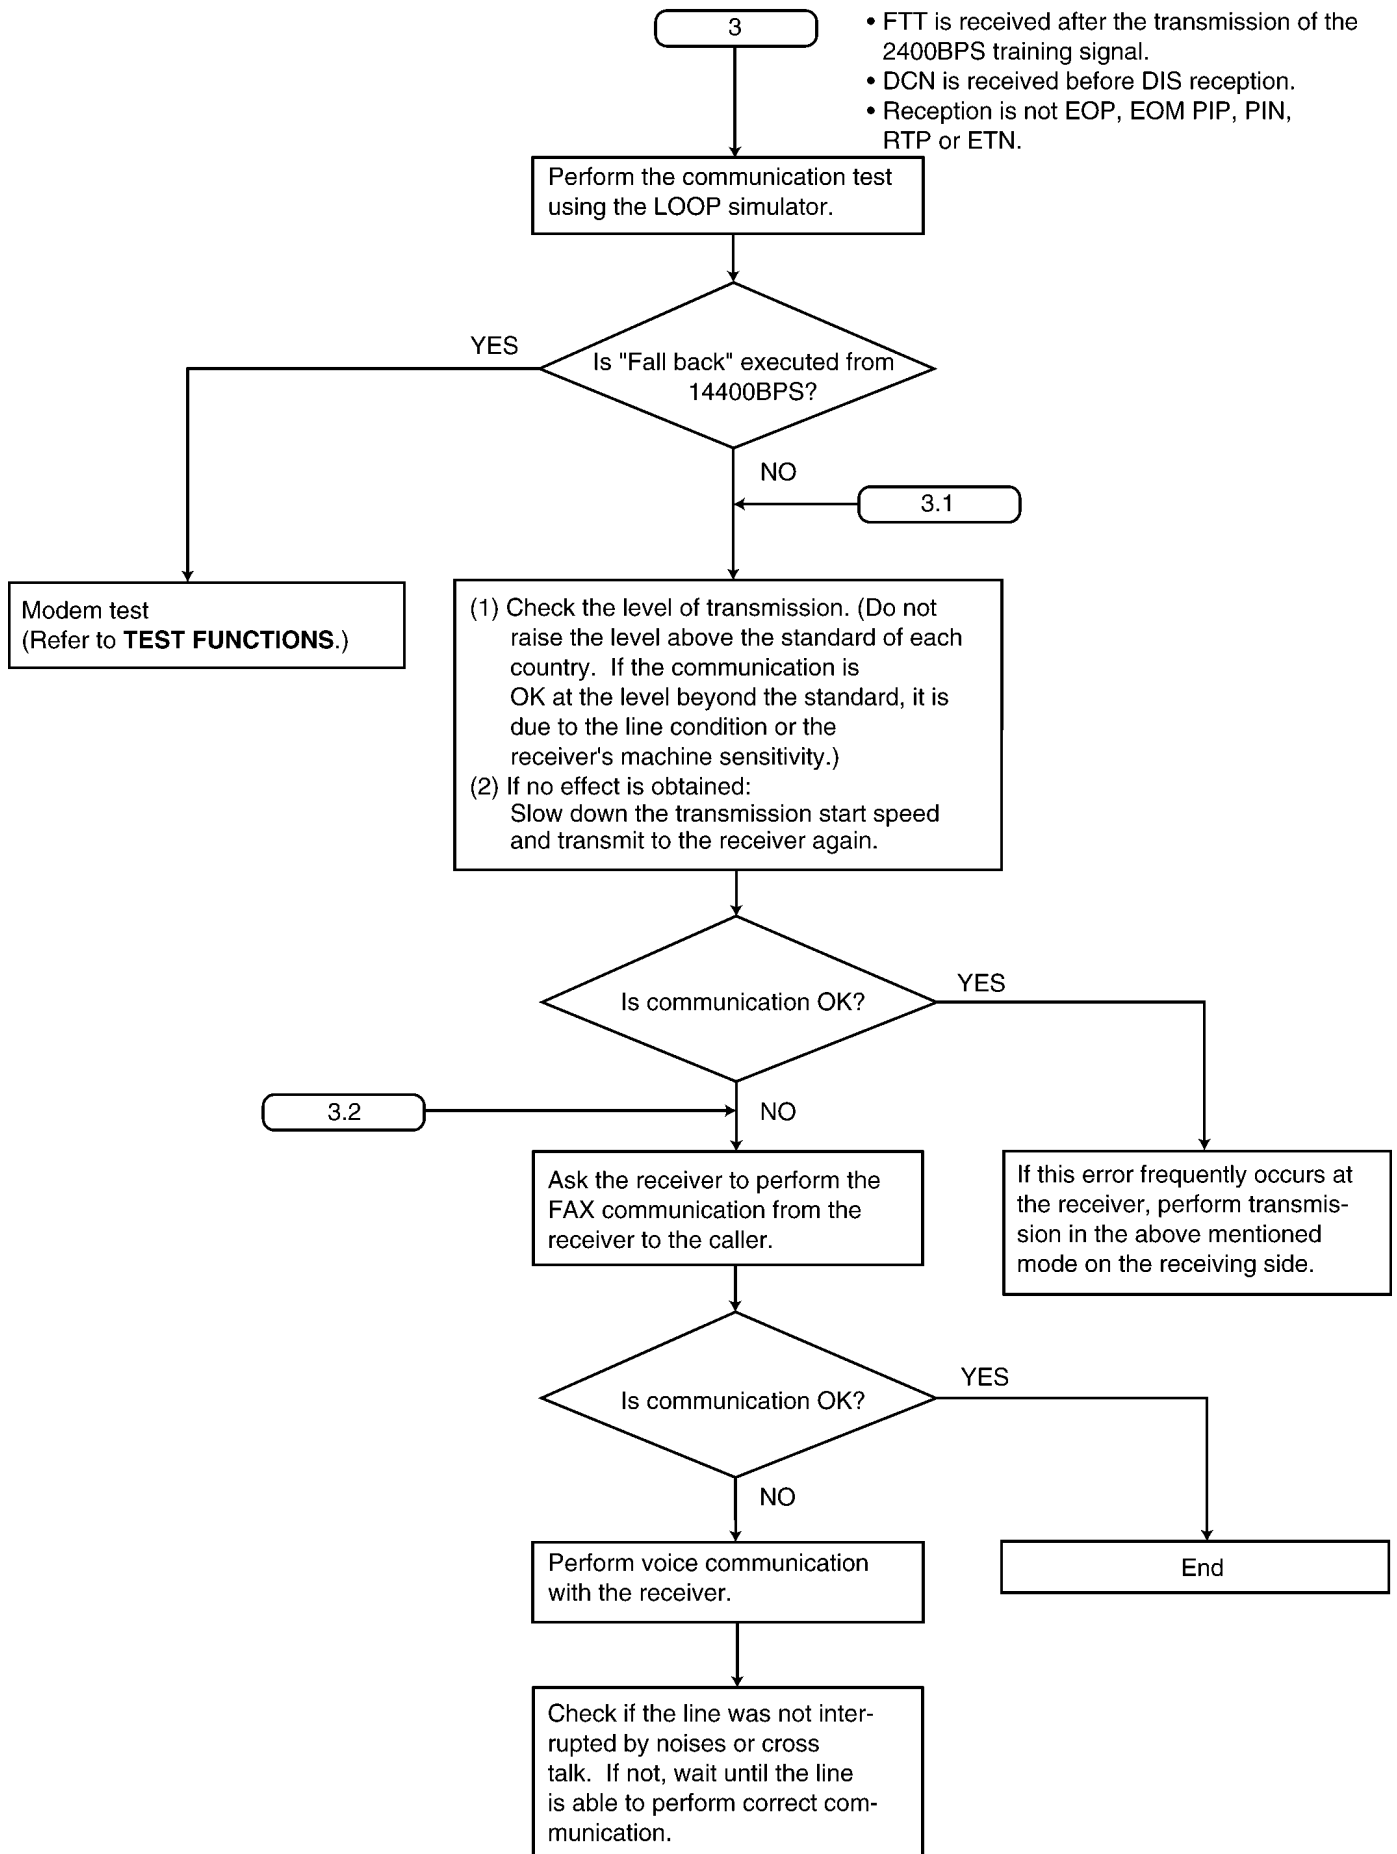 3
• FTT is received after the transmission of the
2400BPS training signal.
• DCN is received before DIS reception.
• Reception is not EOP, EOM PIP, PIN,
RTP or ETN.
Perform the communication test
using the LOOP simulator.
YES
Is "Fall back" executed from
14400BPS?
NO
3.1
Modem test
(Refer to TEST FUNCTIONS.)
(1) Check the level of transmission. (Do not
raise the level above the standard of each
country.  If the communication is
OK at the level beyond the standard, it is
due to the line condition or the
receiver's machine sensitivity.)
(2) If no effect is obtained:
Slow down the transmission start speed
and transmit to the receiver again.
Is communication OK?
YES
3.2
NO
Ask the receiver to perform the
FAX communication from the
receiver to the caller.
If this error frequently occurs at
the receiver, perform transmis-
sion in the above mentioned
mode on the receiving side.
Is communication OK?
YES
NO
Perform voice communication
with the receiver.
End
Check if the line was not inter-
rupted by noises or cross
talk.  If not, wait until the line
is able to perform correct com-
munication.